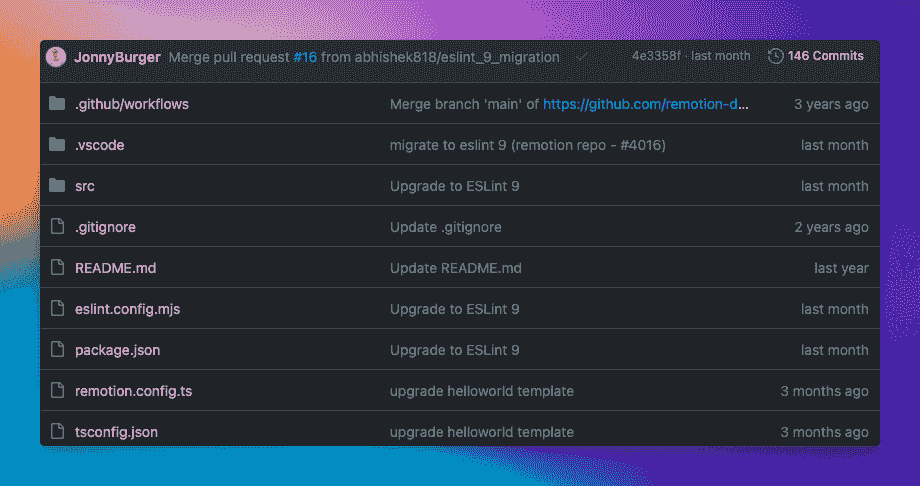 JonnyBurger Merge pull request #16 from abhishek818/eslint_9_migration 4e3358f · last month 146 Commits
.github/workflows Merge branch 'main' of https://github.com/remotion-d... 3 years ago
.vscode migrate to eslint 9 (remotion repo - #4016) last month
src Upgrade to ESLint 9 last month
.gitignore Update .gitignore 2 years ago
README.md Update README.md last year
eslint.config.mjs Upgrade to ESLint 9 last month
package.json Upgrade to ESLint 9 last month
remotion.config.ts upgrade helloworld template 3 months ago
tsconfig.json upgrade helloworld template 3 months ago